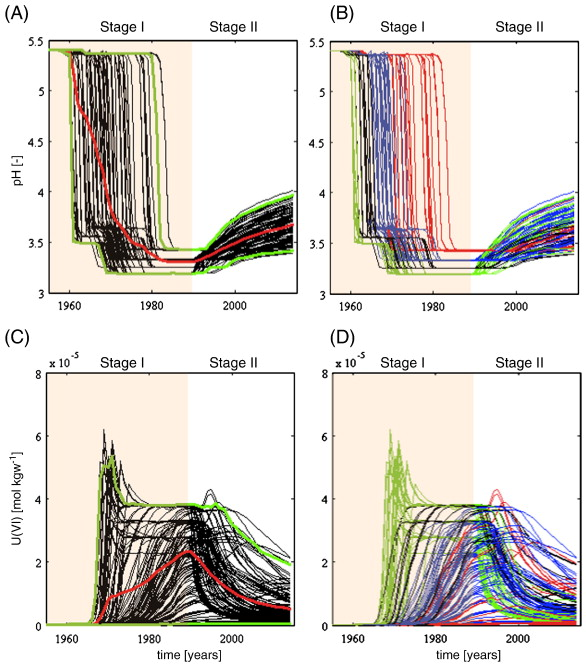 (A) Stage I Stage II (B) Stage I Stage II
5.5 5.5
5 5
4.5 4.5
pH [-]
4 4
3.5 3.5
3 3
1960 1980 2000 1960 1980 2000
(C) (D)
x 10⁻⁵ Stage I Stage II x 10⁻⁵ Stage I Stage II
8 8
6 6
U(VI) [mol kgw⁻¹]
4 4
2 2
0 0
1960 1980 2000 1960 1980 2000
time [years] time [years]